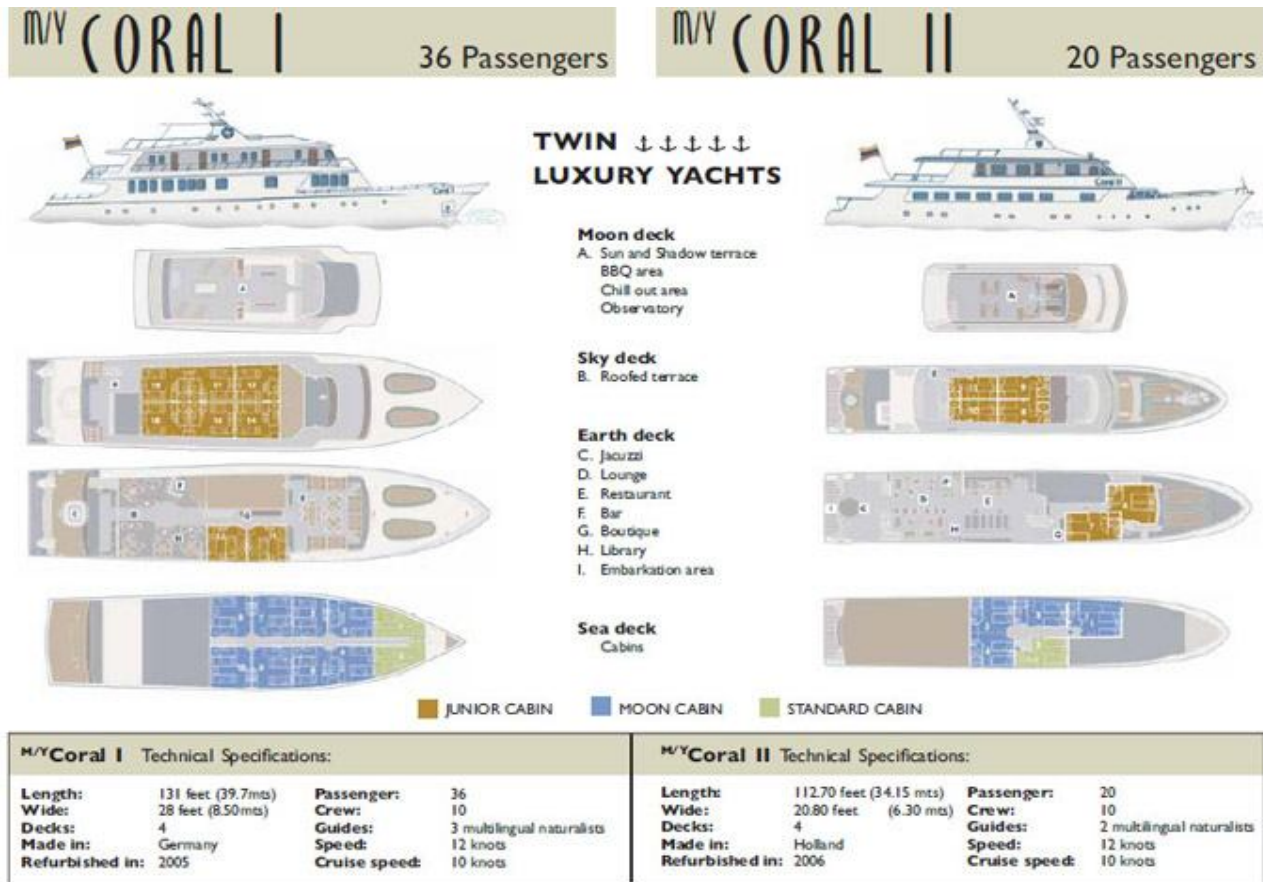 M/Y CORAL I 36 Passengers
M/Y CORAL II 20 Passengers
TWIN
LUXURY YACHTS
Moon deck
A. Sun and Shadow terrace
BBQ area
Chill out area
Observatory
Sky deck
B. Roofed terrace
Earth deck
C. Jacuzzi
D. Lounge
E. Restaurant
F. Bar
G. Boutique
H. Library
I. Embarkation area
Sea deck
Cabins
JUNIOR CABIN MOON CABIN STANDARD CABIN
M/Y Coral I Technical Specifications:
Length: 131 feet (39.7mts) Passenger: 36
Wide: 28 feet (8.50mts) Crew: 10
Decks: 4 Guides: 3 multilingual naturalists
Made in: Germany Speed: 12 knots
Refurbished in: 2005 Cruise speed: 10 knots
M/Y Coral II Technical Specifications:
Length: 112.70 feet (34.15 mts) Passenger: 20
Wide: 20.80 feet (6.30 mts) Crew: 10
Decks: 4 Guides: 2 multilingual naturalists
Made in: Holland Speed: 12 knots
Refurbished in: 2006 Cruise speed: 10 knots